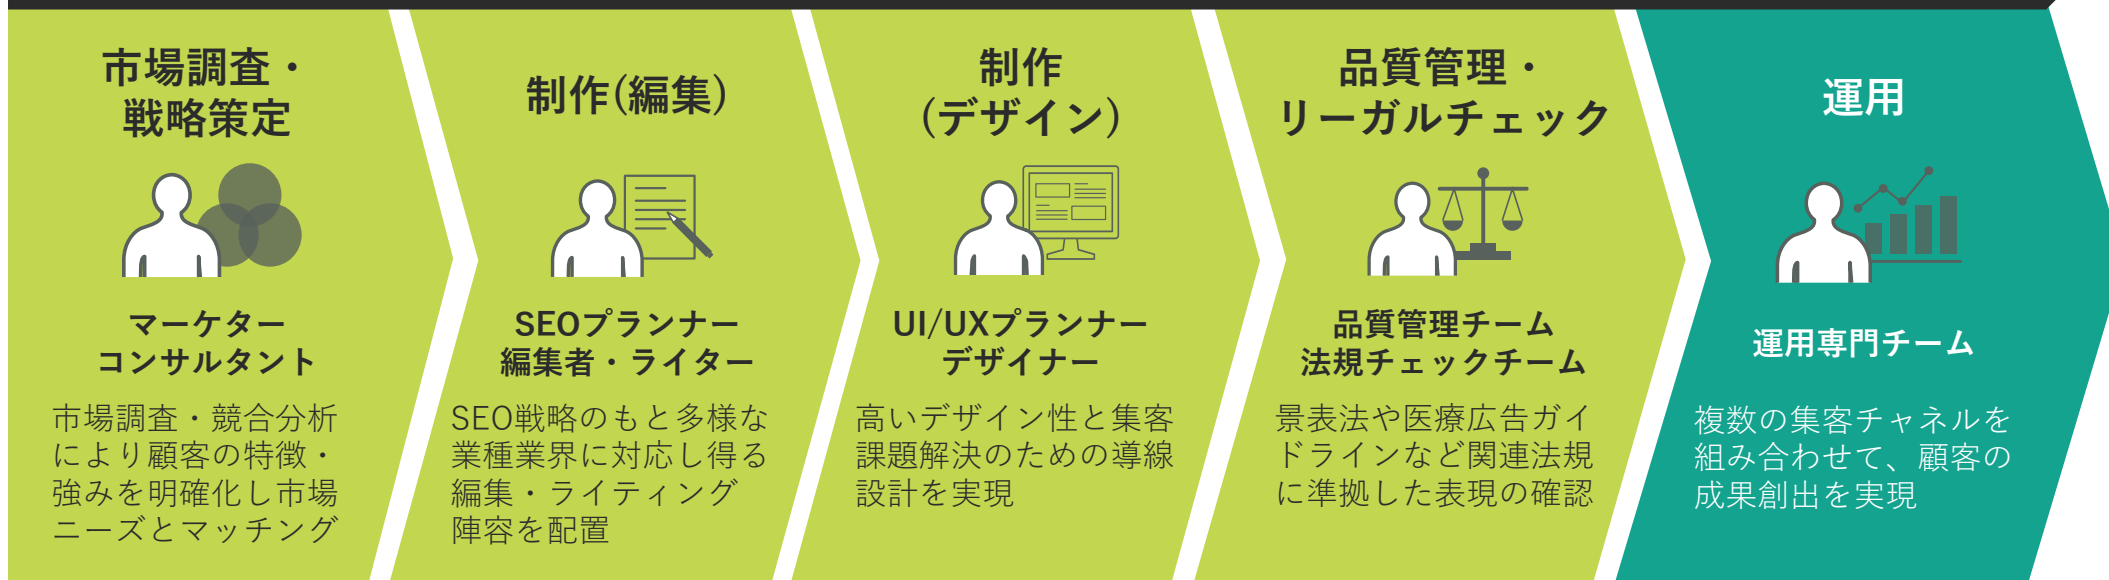 市場調査・
戦略策定
マーケター
コンサルタント
市場調査・競合分析
により顧客の特徴・
強みを明確化し市場
ニーズとマッチング
制作(編集)
SEOプランナー
編集者・ライター
SEO戦略のもと多様な
業種業界に対応し得る
編集・ライティング
陣容を配置
制作
(デザイン)
UI/UXプランナー
デザイナー
高いデザイン性と集客
課題解決のための導線
設計を実現
品質管理・
リーガルチェック
品質管理チーム
法規チェックチーム
景表法や医療広告ガイ
ドラインなど関連法規
に準拠した表現の確認
運用
運用専門チーム
複数の集客チャネルを
組み合わせて、顧客の
成果創出を実現